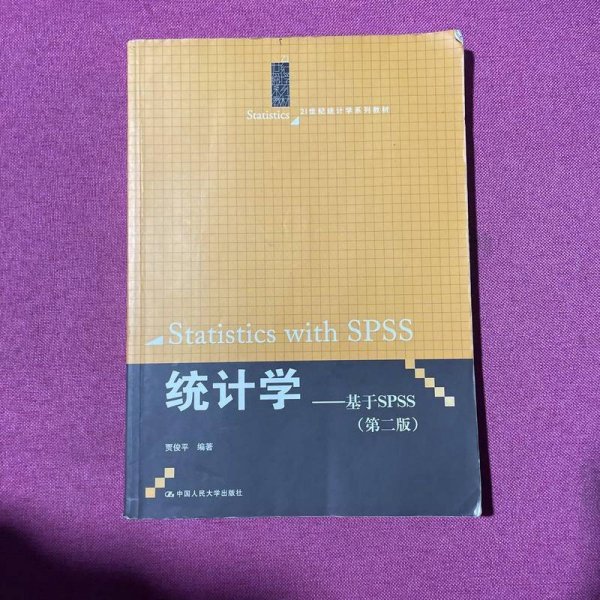 Statistics 21世纪统计学系列教材
Statistics with SPSS
统计学 ——基于SPSS
(第二版)
贾俊平 编著
中国人民大学出版社